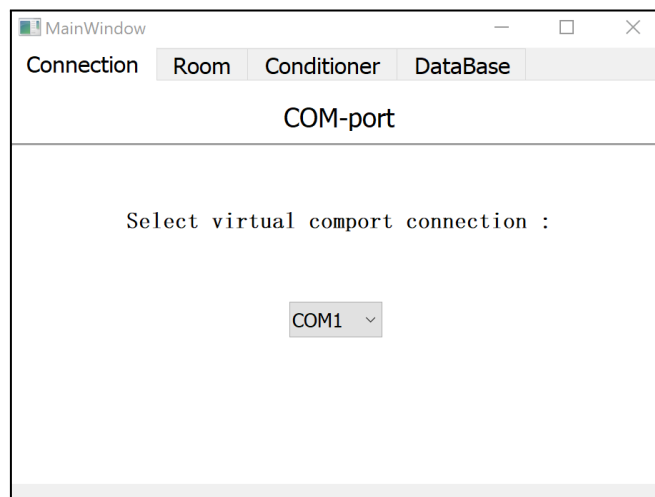 MainWindow
Connection Room Conditioner DataBase
COM-port
Select virtual comport connection :
COM1